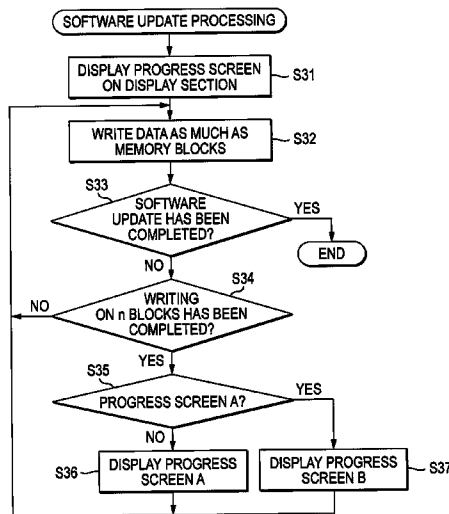 SOFTWARE UPDATE PROCESSING
DISPLAY PROGRESS SCREEN
ON DISPLAY SECTION
S31
WRITE DATA AS MUCH AS
MEMORY BLOCKS
S32
S33
SOFTWARE
UPDATE HAS BEEN
COMPLETED?
YES
END
NO
S34
WRITING
ON n BLOCKS HAS BEEN
COMPLETED?
NO
YES
S35
PROGRESS SCREEN A?
YES
NO
S36
DISPLAY PROGRESS
SCREEN A
DISPLAY PROGRESS
SCREEN B
S37